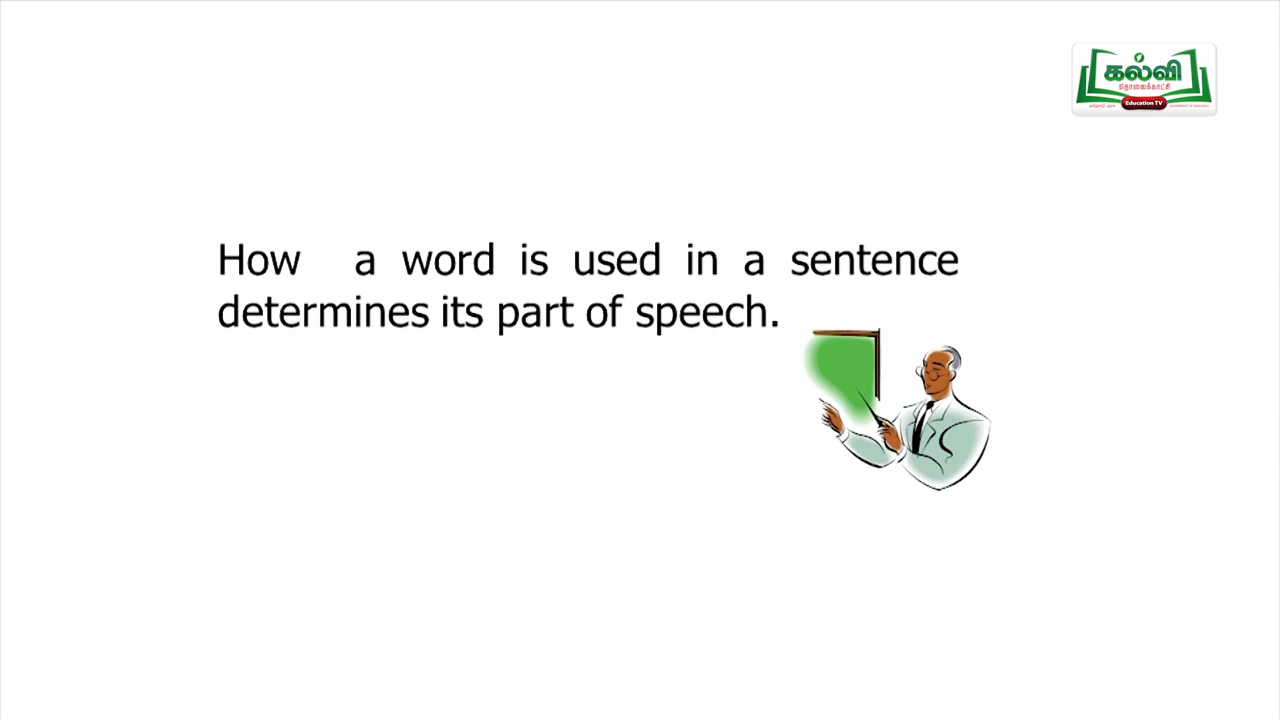 கல்வி
தொலைக்காட்சி
Education TV
How a word is used in a sentence
determines its part of speech.